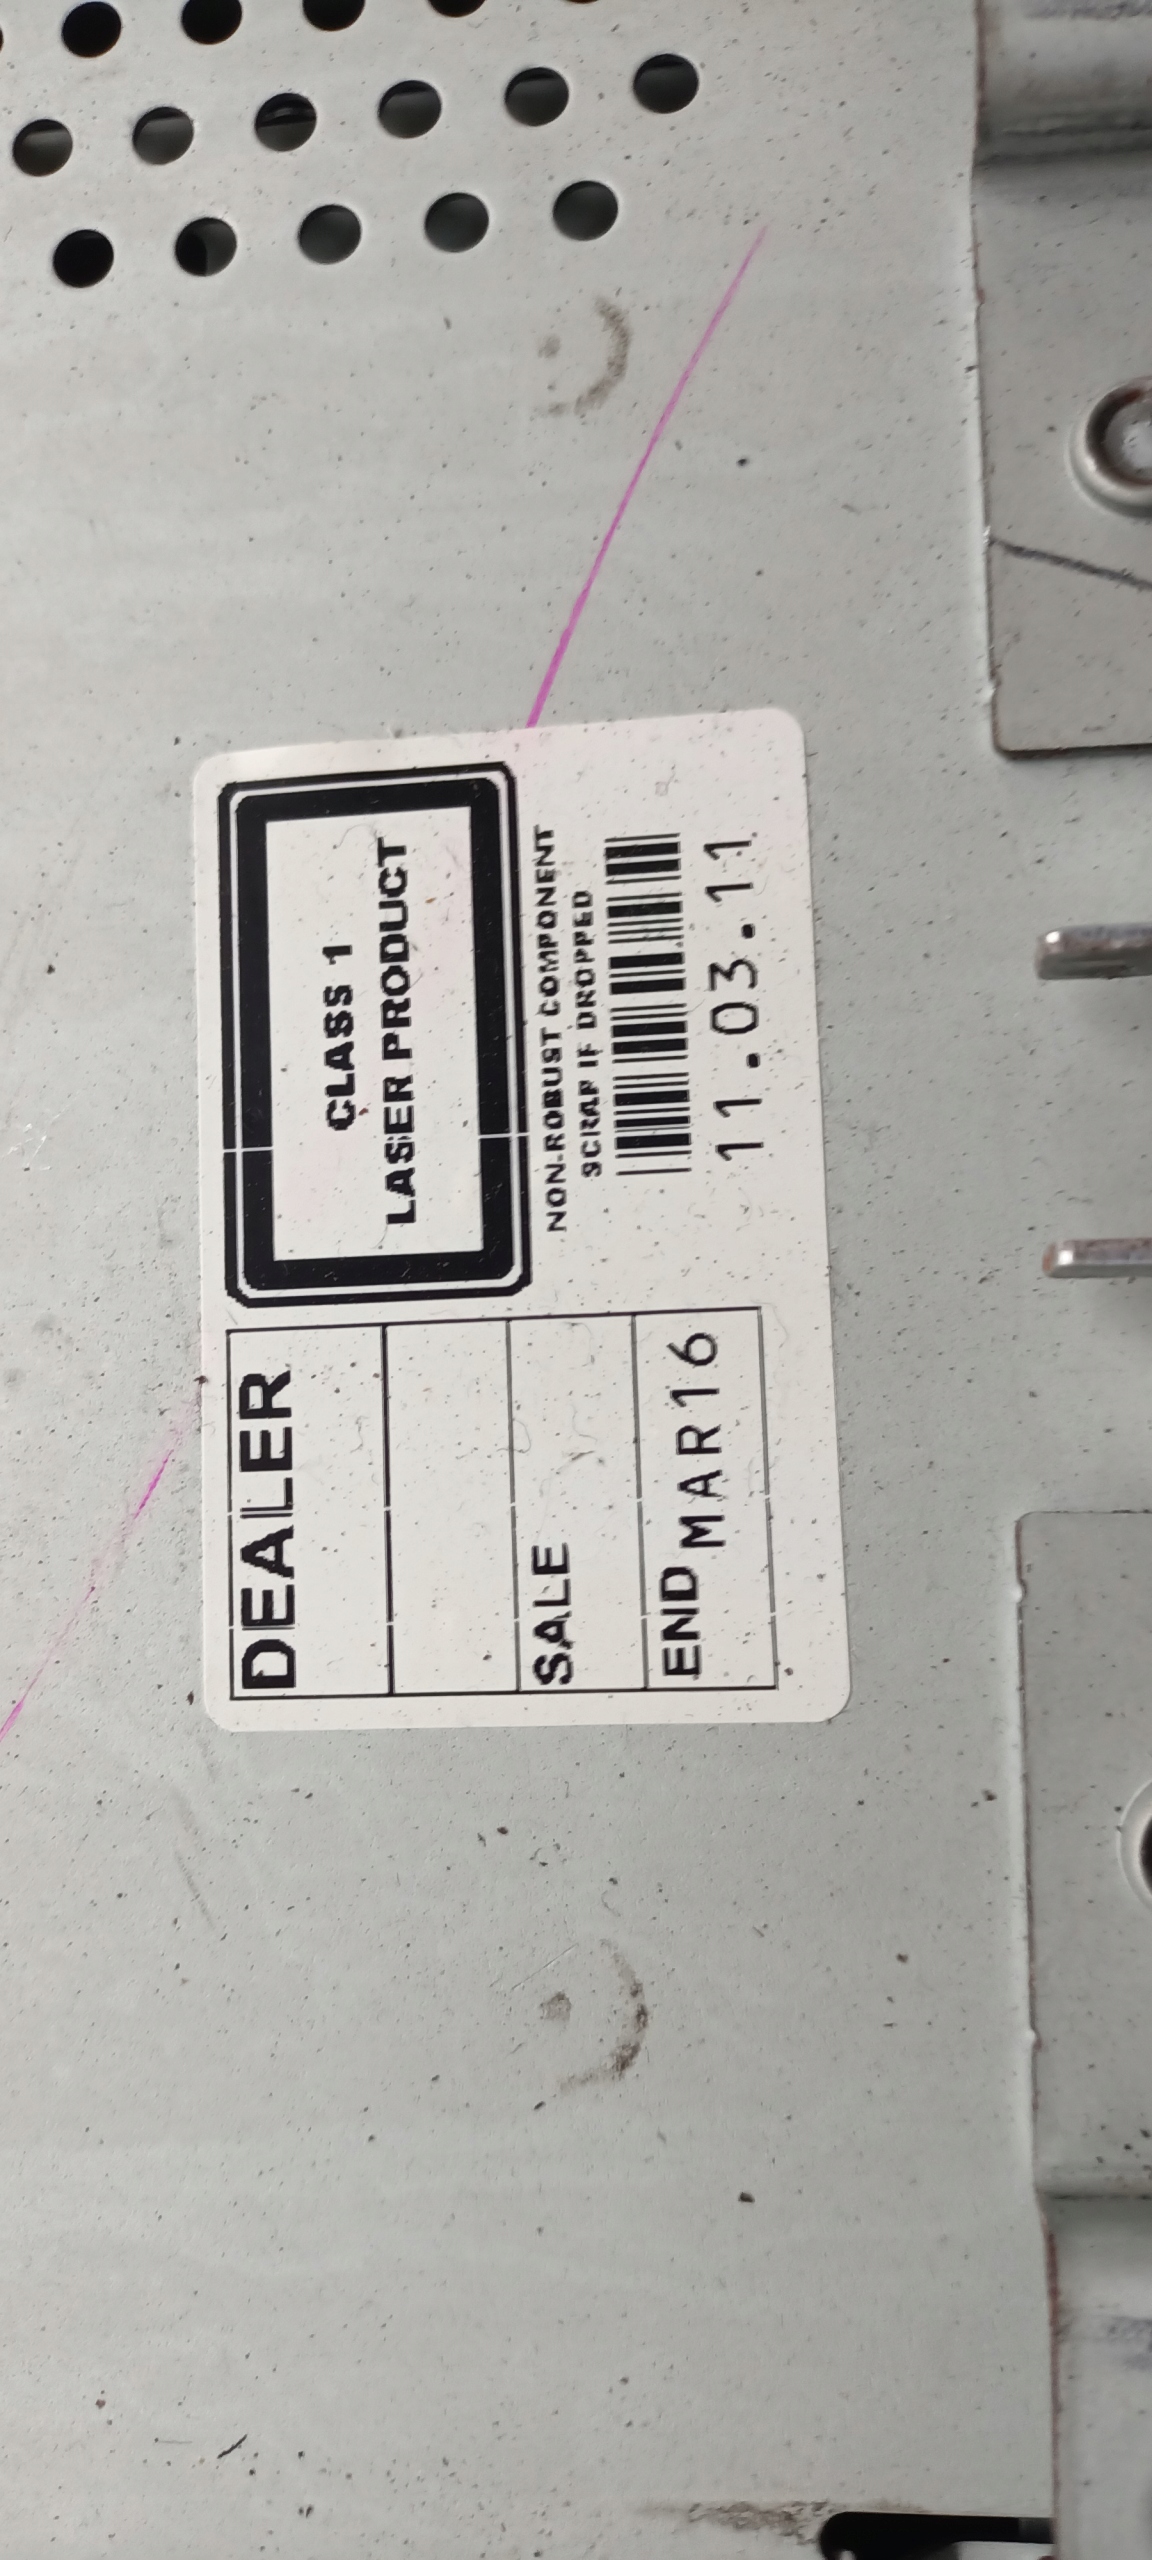 CLASS 1
LASER PRODUCT
NON-ROBUST COMPONENT
SCRAP IF DROPPED
11.03.11
DEALER
SALE
END MAR16